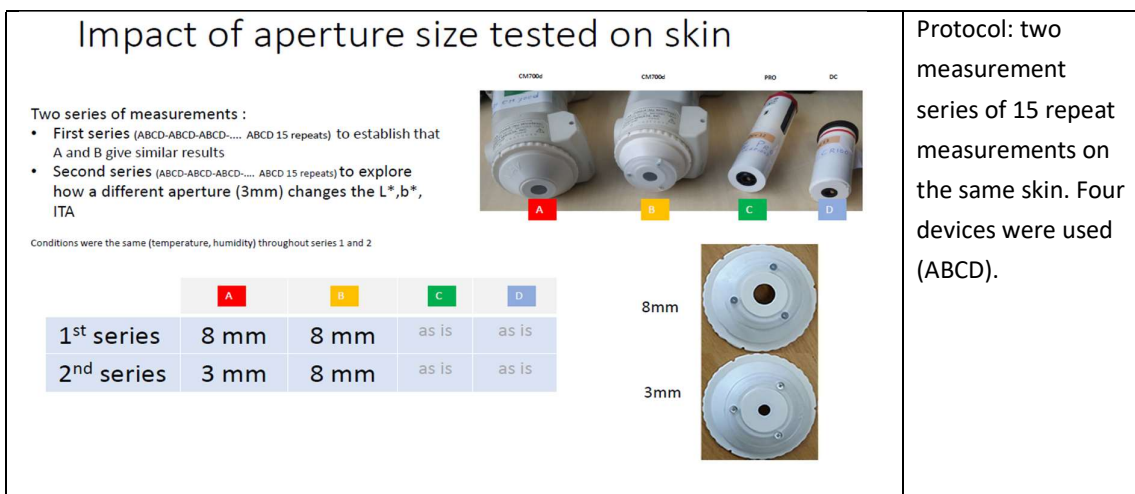 Impact of aperture size tested on skin
CM700d
CM700d
PRO
DC
Two series of measurements :
• First series (ABCD-ABCD-ABCD-.... ABCD 15 repeats) to establish that
A and B give similar results
• Second series (ABCD-ABCD-ABCD-.... ABCD 15 repeats) to explore
how a different aperture (3mm) changes the L*,b*,
ITA
Conditions were the same (temperature, humidity) throughout series 1 and 2
A
B
C
D
A
B
C
D
1st series 8 mm 8 mm as is as is
2nd series 3 mm 8 mm as is as is
8mm
3mm
Protocol: two
measurement
series of 15 repeat
measurements on
the same skin. Four
devices were used
(ABCD).